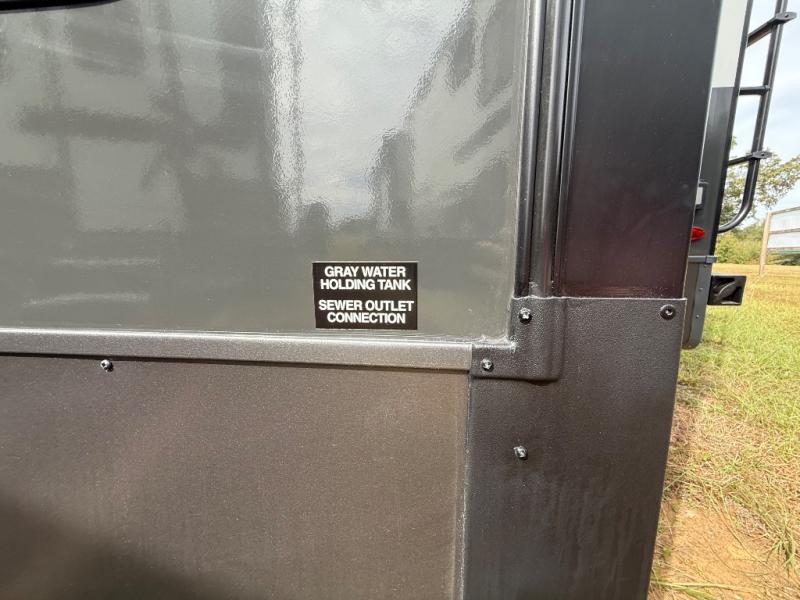 GRAY WATER
HOLDING TANK
SEWER OUTLET
CONNECTION